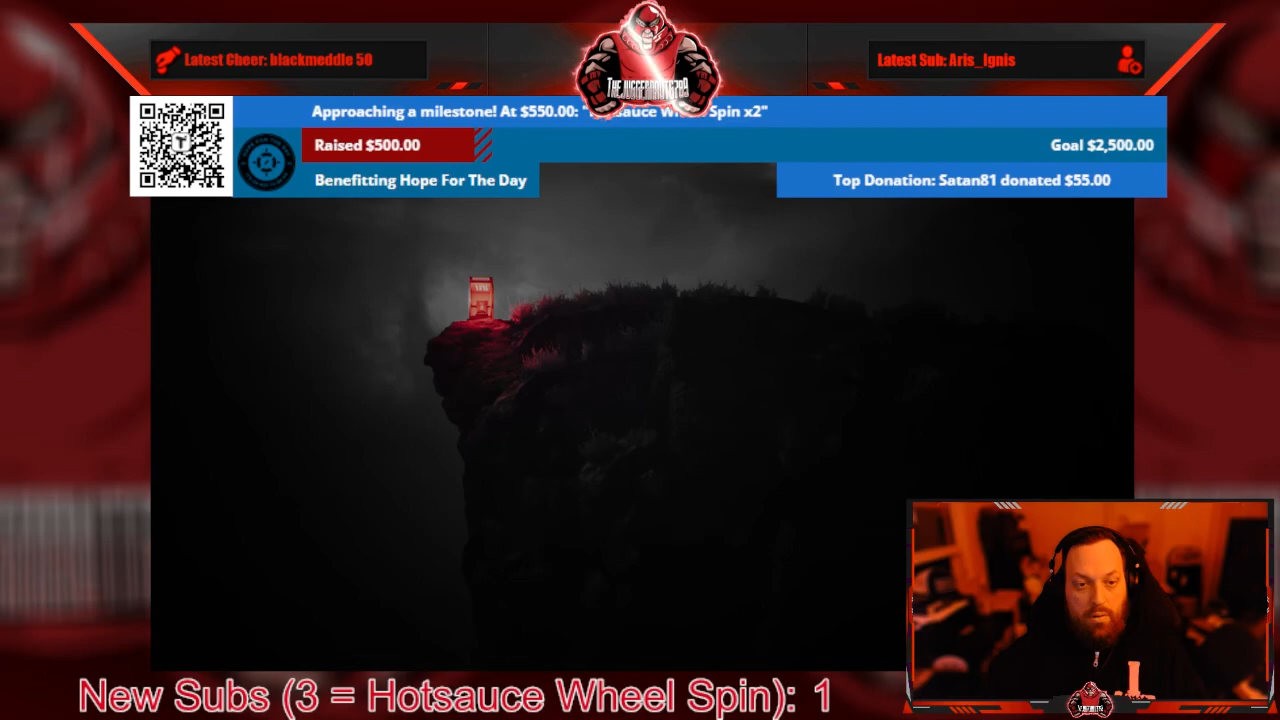 Latest Cheer: blackmeddle 50
THEJUGGERNAUT6789
Latest Sub: Aris_Ignis
Approaching a milestone! At $550.00: " Spin x2"
Raised $500.00
Goal $2,500.00
Benefitting Hope For The Day
Top Donation: Satan81 donated $55.00
New Subs (3 = Hotsauce Wheel Spin): 1